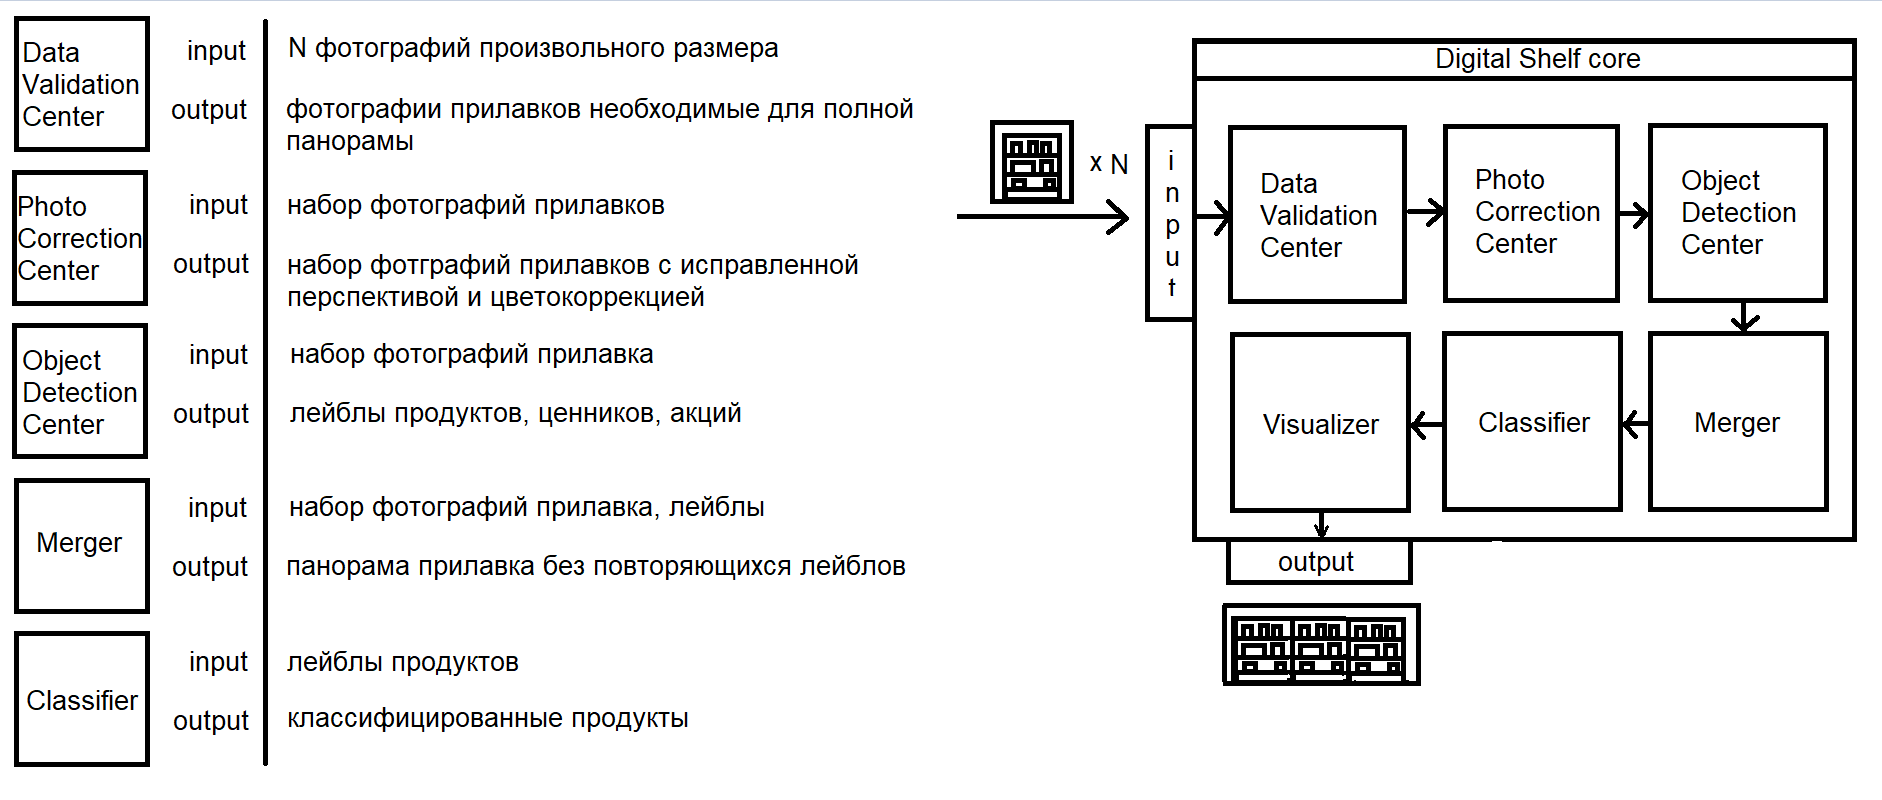 Data
Validation
Center
input
N фотографий произвольного размера
output
фотографии прилавков необходимые для полной
панорамы
Photo
Correction
Center
input
набор фотографий прилавков
output
набор фотграфий прилавков с исправленной
перспективой и цветокоррекцией
Object
Detection
Center
input
набор фотографий прилавка
output
лейблы продуктов, ценников, акций
Merger
input
набор фотографий прилавка, лейблы
output
панорама прилавка без повторяющихся лейблов
Classifier
input
лейблы продуктов
output
классифицированные продукты
x N
input
Digital Shelf core
Data
Validation
Center
Photo
Correction
Center
Object
Detection
Center
Visualizer
Classifier
Merger
output